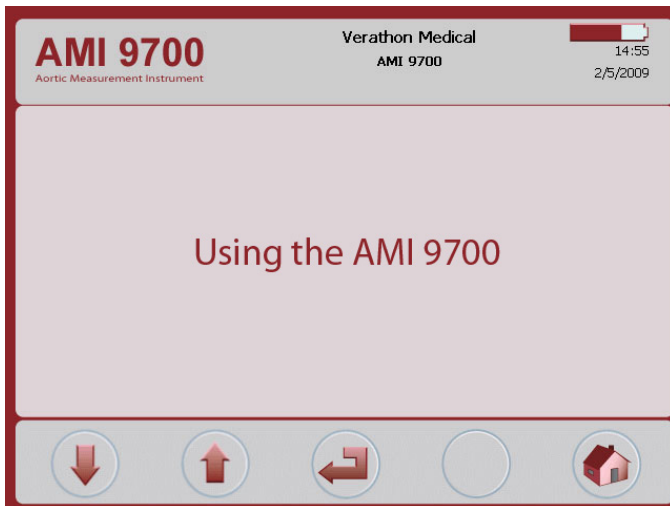 AMI 9700
Aortic Measurement Instrument
Verathon Medical
AMI 9700
14:55
2/5/2009
Using the AMI 9700